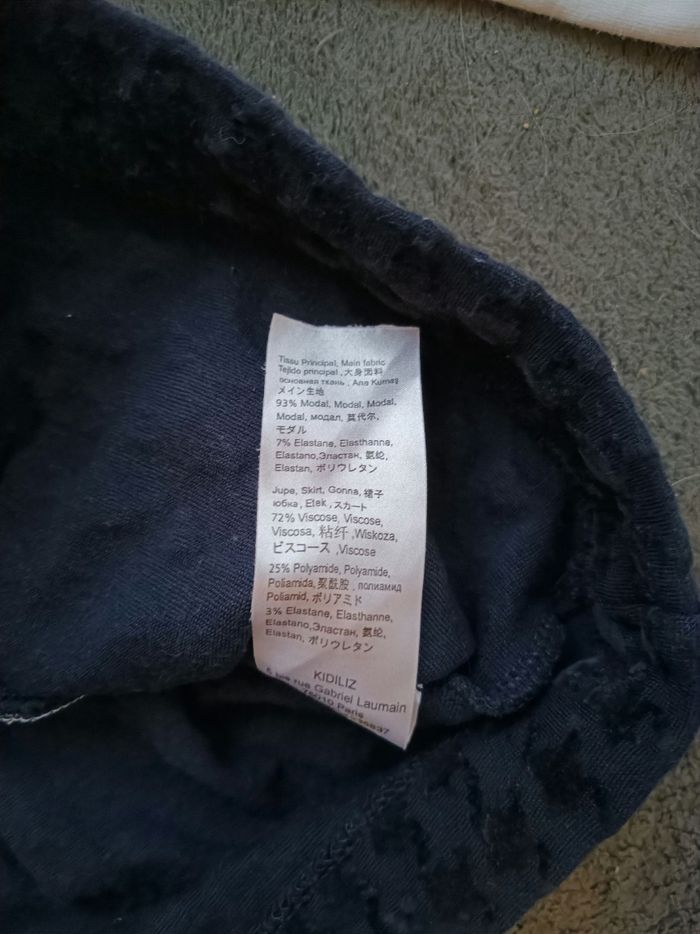 Tissu Principal, Main fabric
Tejido principal , 大身面料
основная ткань , Ana Kumaş
メイン生地
93% Modal, Modal, Modal,
Modal, модал, 莫代尔,
モダル
7% Elastane, Elasthanne,
Elastano,Эластан, 氨纶,
Elastan, ポリウレタン
Jupe, Skirt, Gonna, 裙子
юбка , Etek , スカート
72% Viscose, Viscose,
Viscosa, 粘纤 ,Wiskoza,
ビスコース ,Viscose
25% Polyamide, Polyamide,
Poliamida, 聚酰胺 , полиамид
Poliamid, ポリアミド
3% Elastane, Elasthanne,
Elastano,Эластан, 氨纶,
Elastan, ポリウレタン
KIDILIZ
rue Gabriel Laumain
75010 Paris